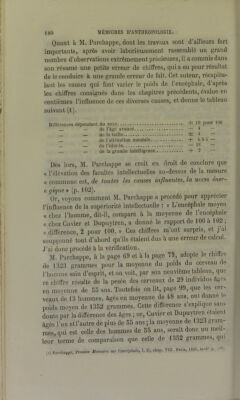 MÉMOIRES D'ANTHROPOLOGIE.
Quant à M. Parchappe, dont les travaux sont d'ailleurs fort
importants, après avoir laborieusement rassemblé un grand
nombre d'observations extrêmement précieuses, il a commis dans
son résumé une petite erreur de chiffres, qui a eu pour résultat
de le conduire à une grande erreur de fait. Cet auteur, récapitu-
lant les causes qui font varier le poids de l'encéphale, d'après
les chiffres consignés dans les chapitres précédents, évalue en
centièmes l'influence de ces diverses causes, et donne le tableau
suivant (1).
Différences dépendant du sexe 10 pour 100
— de l'âge avancé
— de la taille
— de l'aliénation mentale
— de l'espèce
— de la grande intelligence
Dès lors, M. Parchappe se croit en droit de conclure que
« l'élévation des facultés intellectuelles au-dessus de la mesure
« commune est, de toutes les causes influentes, la moins éner-
« gique » (p. 102).
Or, voyons comment M. Parchappe a procédé pour apprécier
l'influence de la supériorité intellectuelle : « L'encéphale moyen
« chez l'homme, dit-il, comparé à la moyenne de l'encéphale
« chez Cuvier et Dupuytren, a donné le rapport de 100 à 102 ;
« différence, 2 pour 100. » Ces chiffres m'ont surpris, et j'ai
soupçonné tout d'abord qu'ils étaient dus à une erreur de calcul.
J'ai donc procédé à la vérification.
M. Parchappe, à la page 69 et à la page 79, adopte le chiffre
de 1323 grammes pour la moyenne du poids du cerveau de
l'homme sain d'esprit, et on voit, par son neuvième tableau, que
ce chiffre résulte de la pesée des cerveaux de 29 individus âgés
en moyenne de 55 ans. Toutefois on lit, page 99, que les cer-
veaux de 13 hommes, âgés en moyenne de 48 ans, ont donné le
poids moyen de 1352 grammes. Cette différence s'explique sans
doute par la différence des âges ; or, Cuvier et Dupuytren étaient
âgés l'un et l'autre de plus de 55 ans ; la moyenne de 1323 gram-
mes, qui est celle des hommes de 55 ans, serait donc un meil-
leur terme de comparaison que celle de 1352 grammes, qui
(1) Parchappe, Premier Mémoire sur l'encéphale, Paris, 1836, in-8°